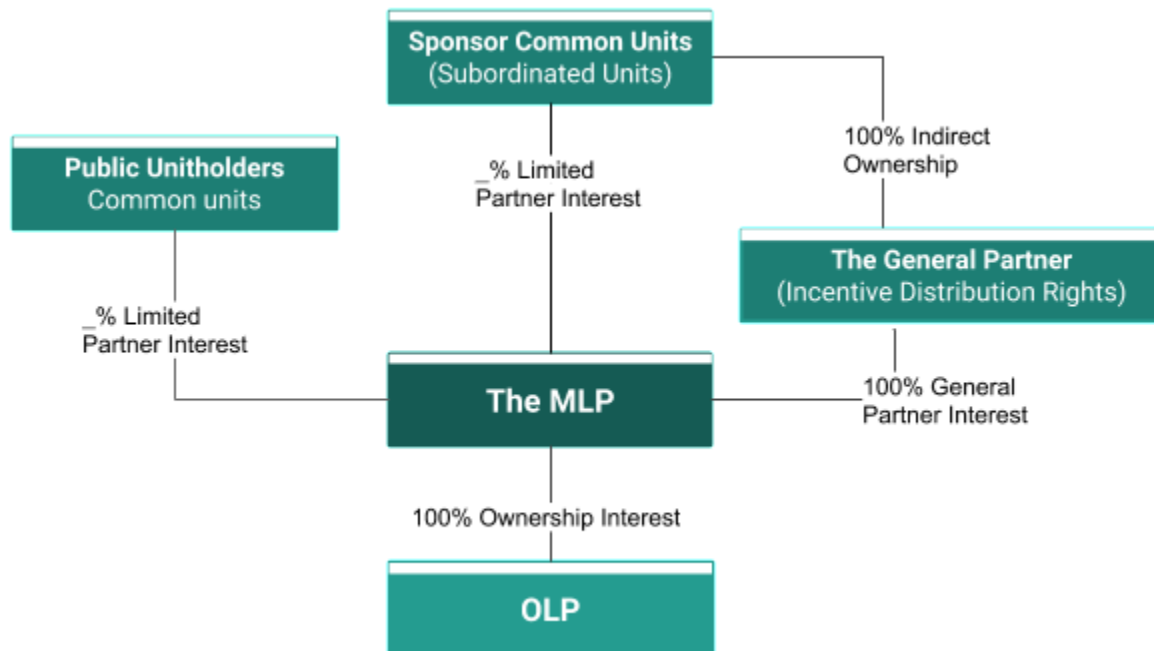 Sponsor Common Units
(Subordinated Units)
100% Indirect
Ownership
Public Unitholders
Common units
_% Limited
Partner Interest
The General Partner
(Incentive Distribution Rights)
_% Limited
Partner Interest
The MLP
100% General
Partner Interest
100% Ownership Interest
OLP